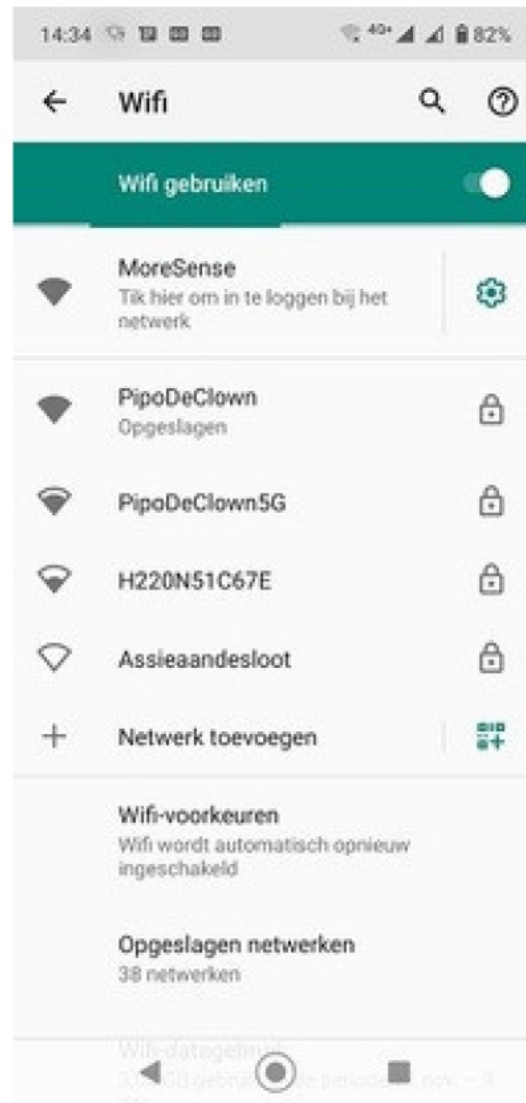 14:34 4G+ 82%
Wifi
Wifi gebruiken
MoreSense
Tik hier om in te loggen bij het
netwerk
PipoDeClown
Opgeslagen
PipoDeClown5G
H220N51C67E
Assieaandesloot
Netwerk toevoegen
Wifi-voorkeuren
Wifi wordt automatisch opnieuw
ingeschakeld
Opgeslagen netwerken
38 netwerken
Wifi-datagebruik